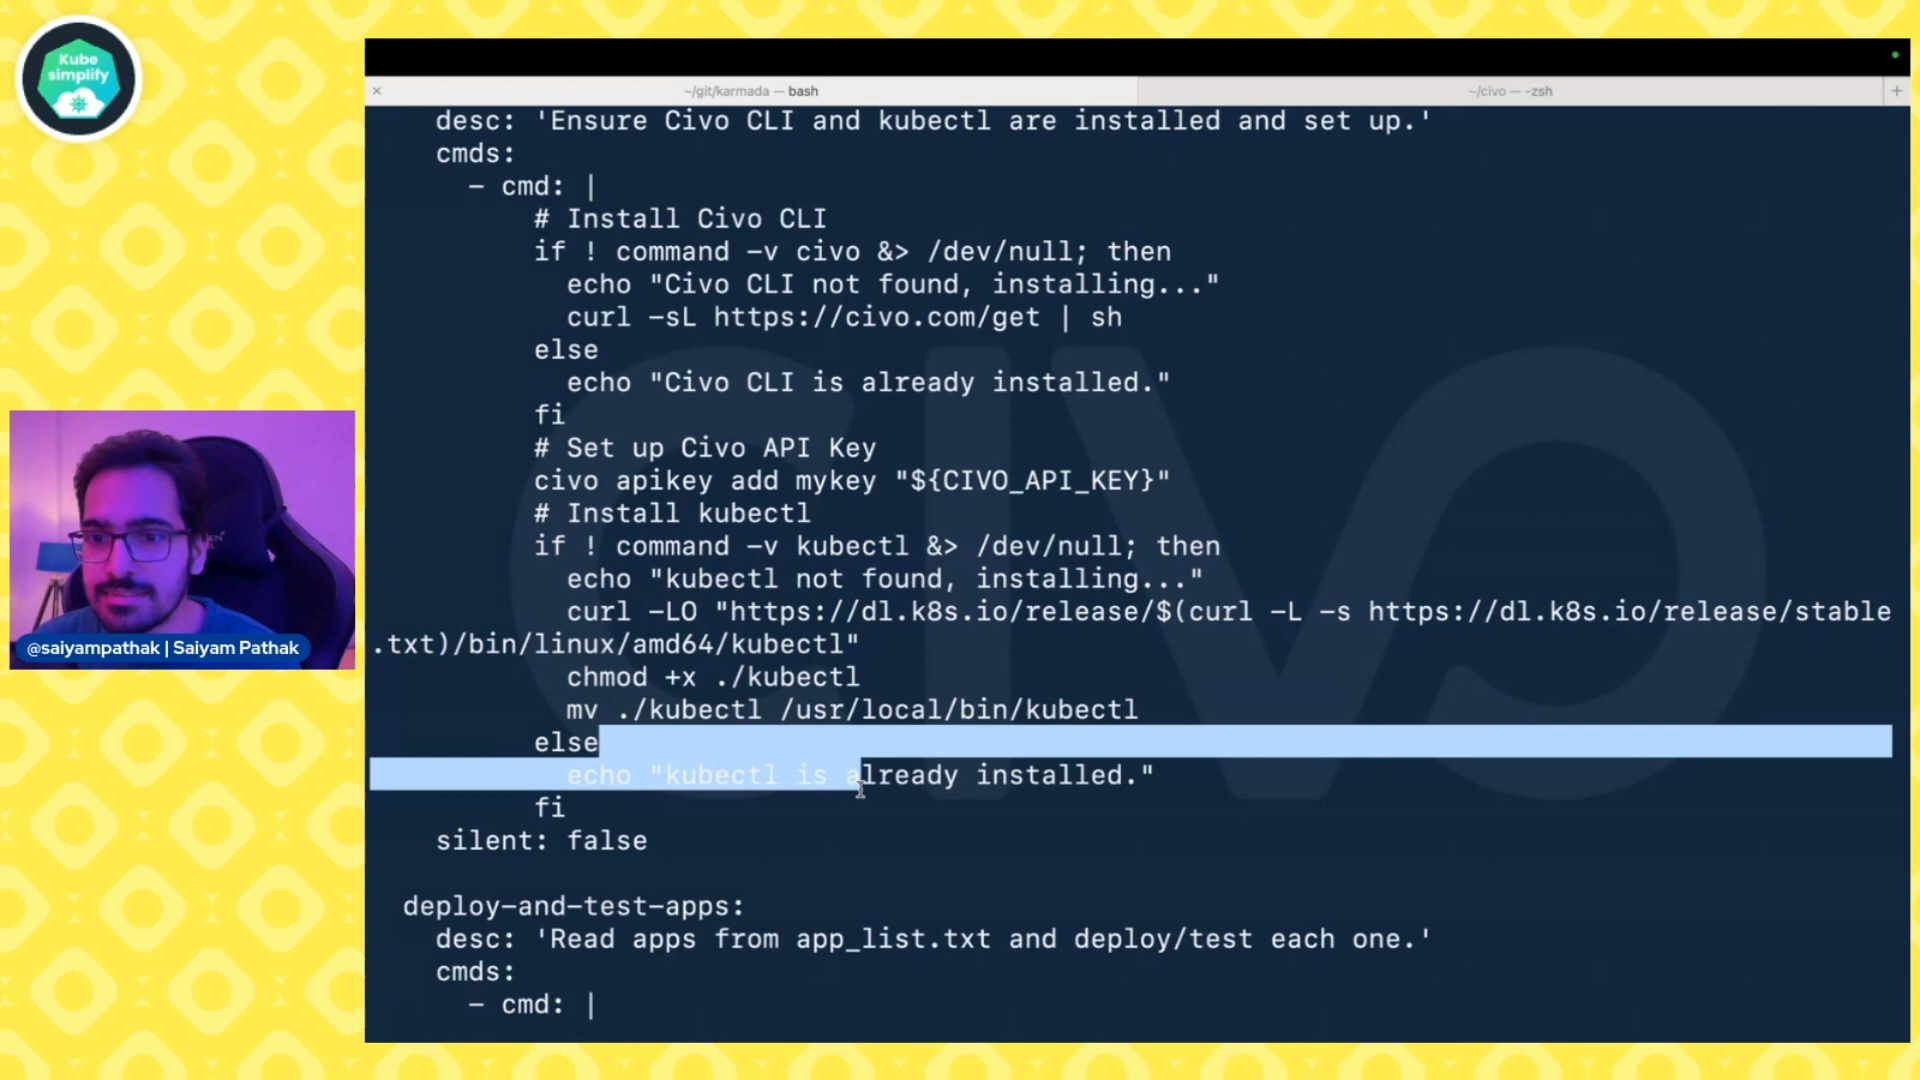 Kube
simplify
~/git/karmada — bash
~/civo — -zsh
desc: 'Ensure Civo CLI and kubectl are installed and set up.'
cmds:
- cmd: |
# Install Civo CLI
if ! command -v civo &> /dev/null; then
echo "Civo CLI not found, installing..."
curl -sL https://civo.com/get | sh
else
echo "Civo CLI is already installed."
fi
# Set up Civo API Key
civo apikey add mykey "${CIVO_API_KEY}"
# Install kubectl
if ! command -v kubectl &> /dev/null; then
echo "kubectl not found, installing..."
curl -LO "https://dl.k8s.io/release/$(curl -L -s https://dl.k8s.io/release/stable
.txt)/bin/linux/amd64/kubectl"
chmod +x ./kubectl
mv ./kubectl /usr/local/bin/kubectl
else
echo "kubectl is already installed."
fi
silent: false
deploy-and-test-apps:
desc: 'Read apps from app_list.txt and deploy/test each one.'
cmds:
- cmd: |
CIVO
@saiyampathak | Saiyam Pathak